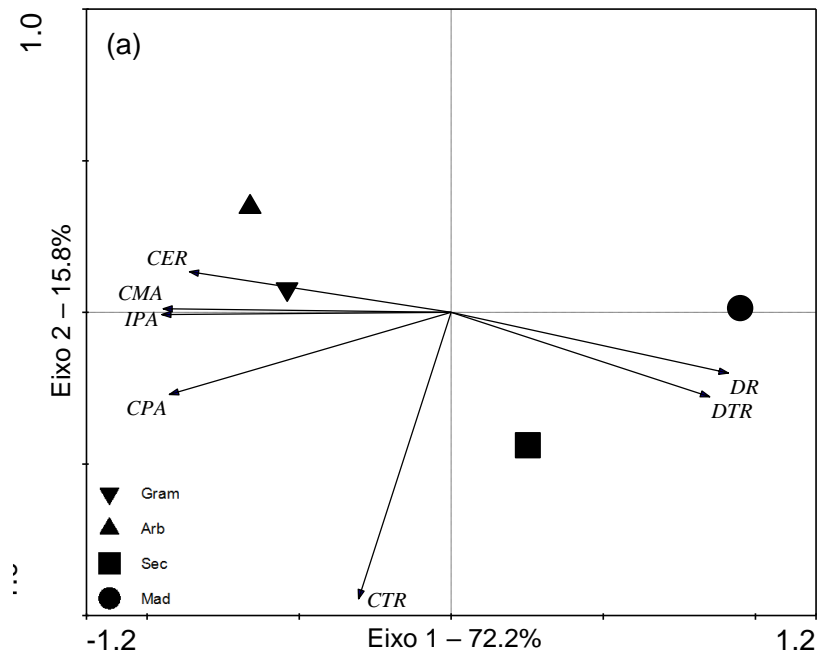 1.0
(a)
CER
CMA
IPA
CPA
DR
DTR
CTR
Eixo 2 – 15.8%
Gram
Arb
Sec
Mad
-1.2
Eixo 1 – 72.2%
1.2